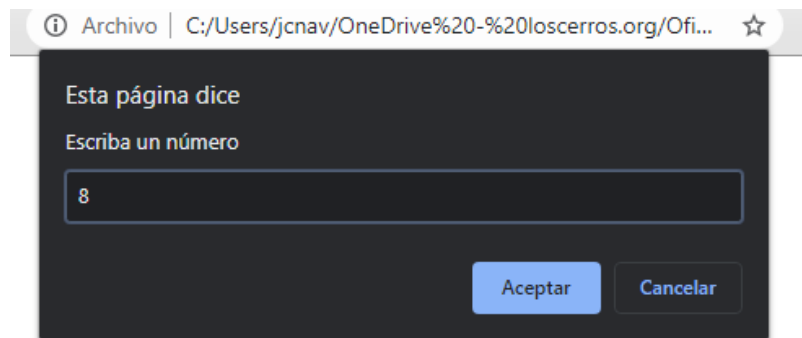 Archivo | C:/Users/jcnav/OneDrive%20-%20loscerros.org/Ofi...
Esta página dice
Escriba un número
8
Aceptar Cancelar